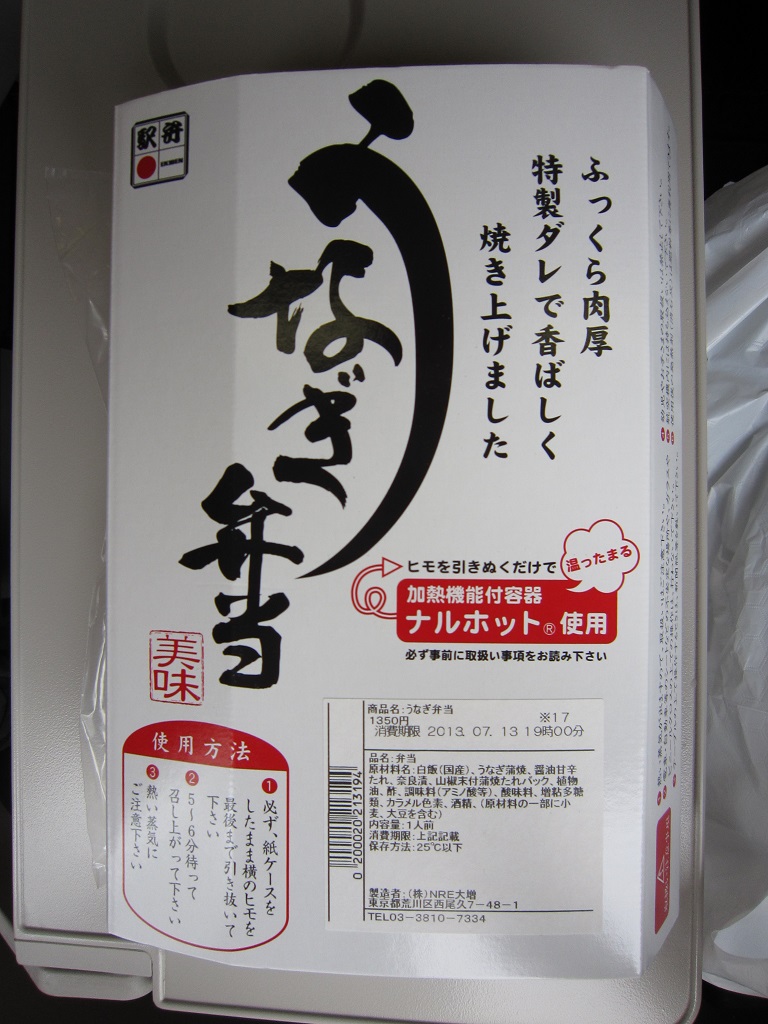 駅弁
EKIBEN
うなぎ弁当
美味
ふっくら肉厚
特製ダレで香ばしく
焼き上げました
ヒモを引きぬくだけで
温ったまる
加熱機能付容器
ナルホット®使用
必ず事前に取扱い事項をお読み下さい
使用方法
1 必ず、紙ケースを
したまま横のヒモを
最後まで引き抜いて
下さい
2 5〜6分待って
召し上がって下さい
3 熱い蒸気に
ご注意下さい
商品名:うなぎ弁当
1350円 ※17
消費期限 2013. 07. 13 19時00分
品名:弁当
原材料名:白飯(国産)、うなぎ蒲焼、醤油甘辛
たれ、奈良漬、山椒末付蒲焼たれパック、植物
油、酢、調味料(アミノ酸等)、酸味料、増粘多糖
類、カラメル色素、酒精、(原材料の一部に小
麦、大豆を含む)
内容量:1人前
消費期限:上記記載
保存方法:25℃以下
製造者:(株)NRE大増
東京都荒川区西尾久7-48-1
TEL03-3810-7334
0 200020 213194